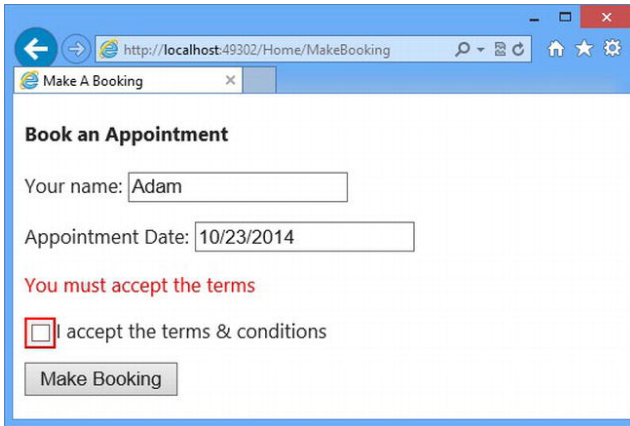 http://localhost:49302/Home/MakeBooking
Make A Booking
Book an Appointment
Your name: Adam
Appointment Date: 10/23/2014
You must accept the terms
I accept the terms & conditions
Make Booking